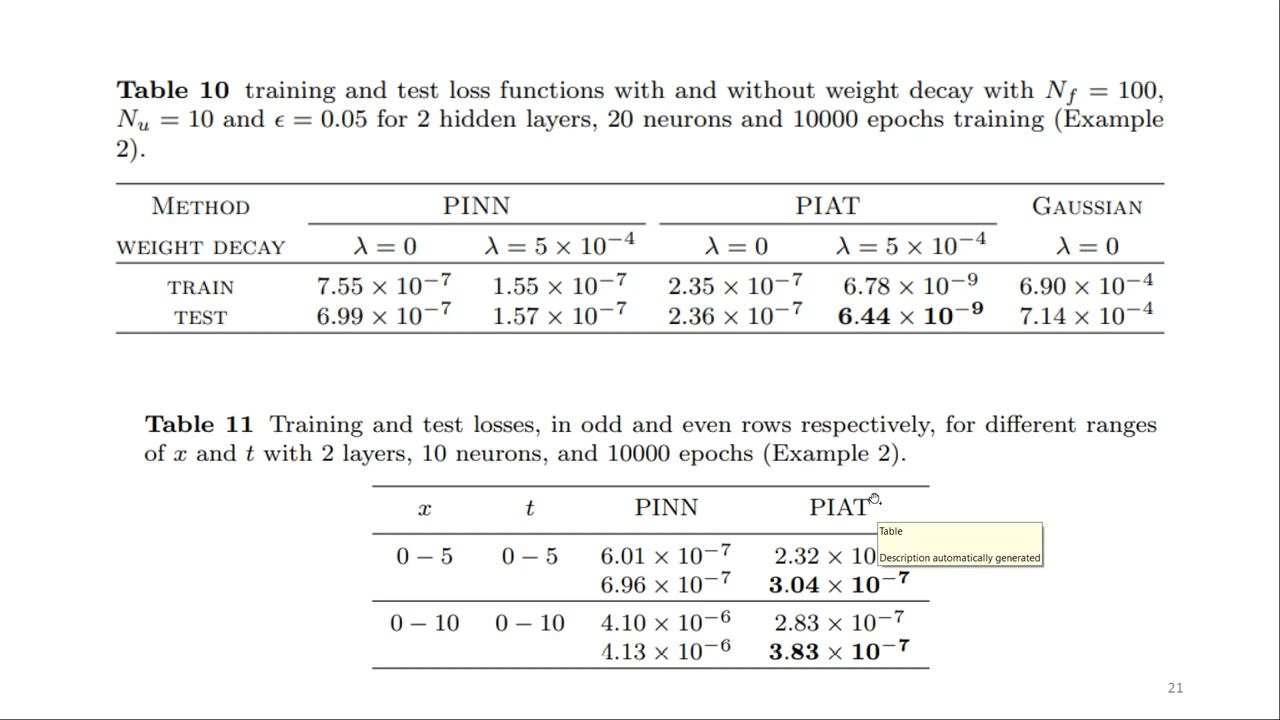 Table 10 training and test loss functions with and without weight decay with N_f = 100,
N_u = 10 and ϵ = 0.05 for 2 hidden layers, 20 neurons and 10000 epochs training (Example
2).
METHOD PINN PIAT GAUSSIAN
WEIGHT DECAY λ = 0 λ = 5 × 10^−4 λ = 0 λ = 5 × 10^−4 λ = 0
TRAIN 7.55 × 10^−7 1.55 × 10^−7 2.35 × 10^−7 6.78 × 10^−9 6.90 × 10^−4
TEST 6.99 × 10^−7 1.57 × 10^−7 2.36 × 10^−7 6.44 × 10^−9 7.14 × 10^−4
Table 11 Training and test losses, in odd and even rows respectively, for different ranges
of x and t with 2 layers, 10 neurons, and 10000 epochs (Example 2).
x t PINN PIAT
Table
0 − 5 0 − 5 6.01 × 10^−7 2.32 × 10
Description automatically generated
6.96 × 10^−7 3.04 × 10^−7
0 − 10 0 − 10 4.10 × 10^−6 2.83 × 10^−7
4.13 × 10^−6 3.83 × 10^−7
21